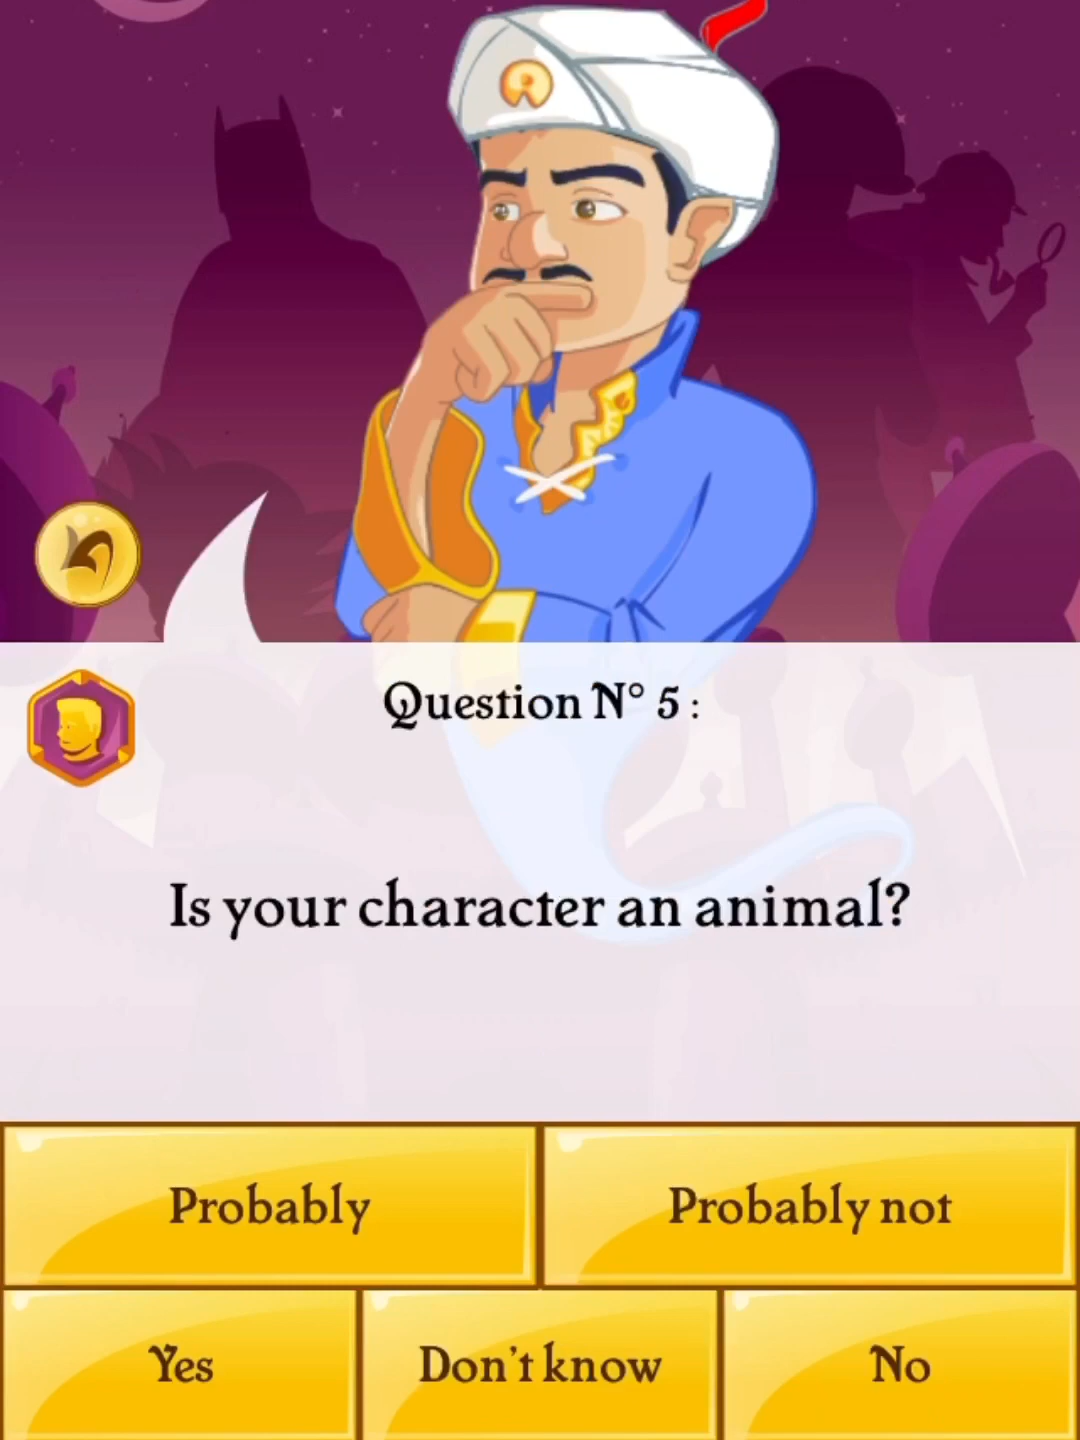 Question N° 5 :
Is your character an animal?
Probably
Probably not
Yes
Don't know
No